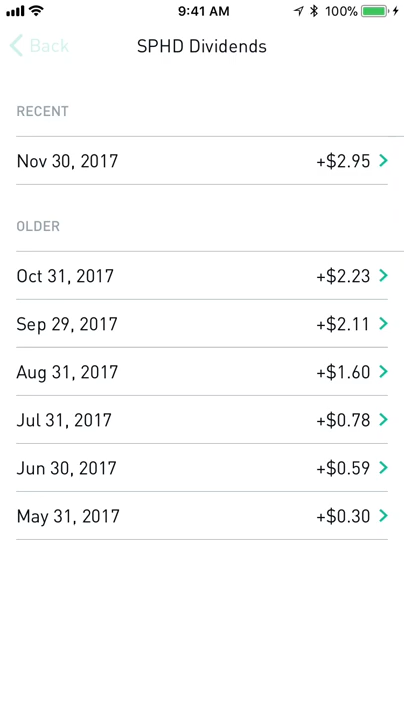 9:41 AM 100%
Back SPHD Dividends
RECENT
Nov 30, 2017 +$2.95
OLDER
Oct 31, 2017 +$2.23
Sep 29, 2017 +$2.11
Aug 31, 2017 +$1.60
Jul 31, 2017 +$0.78
Jun 30, 2017 +$0.59
May 31, 2017 +$0.30